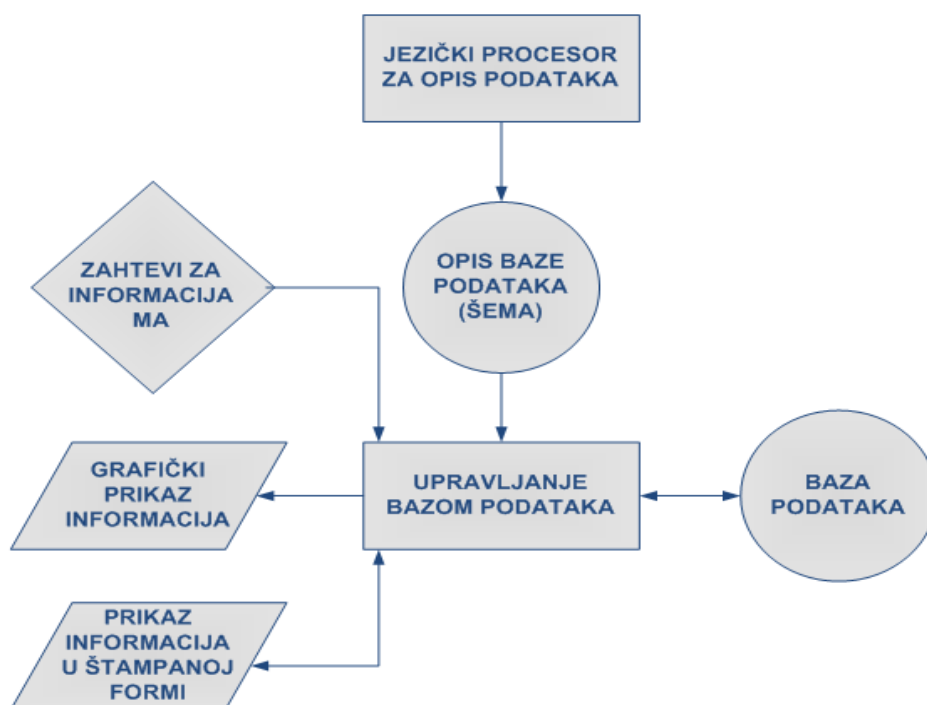 JEZIČKI PROCESOR
ZA OPIS PODATAKA
OPIS BAZE
PODATAKA
(ŠEMA)
ZAHTEVI ZA
INFORMACIJA
MA
GRAFIČKI
PRIKAZ
INFORMACIJA
UPRAVLJANJE
BAZOM PODATAKA
BAZA
PODATAKA
PRIKAZ
INFORMACIJA
U ŠTAMPANOJ
FORMI